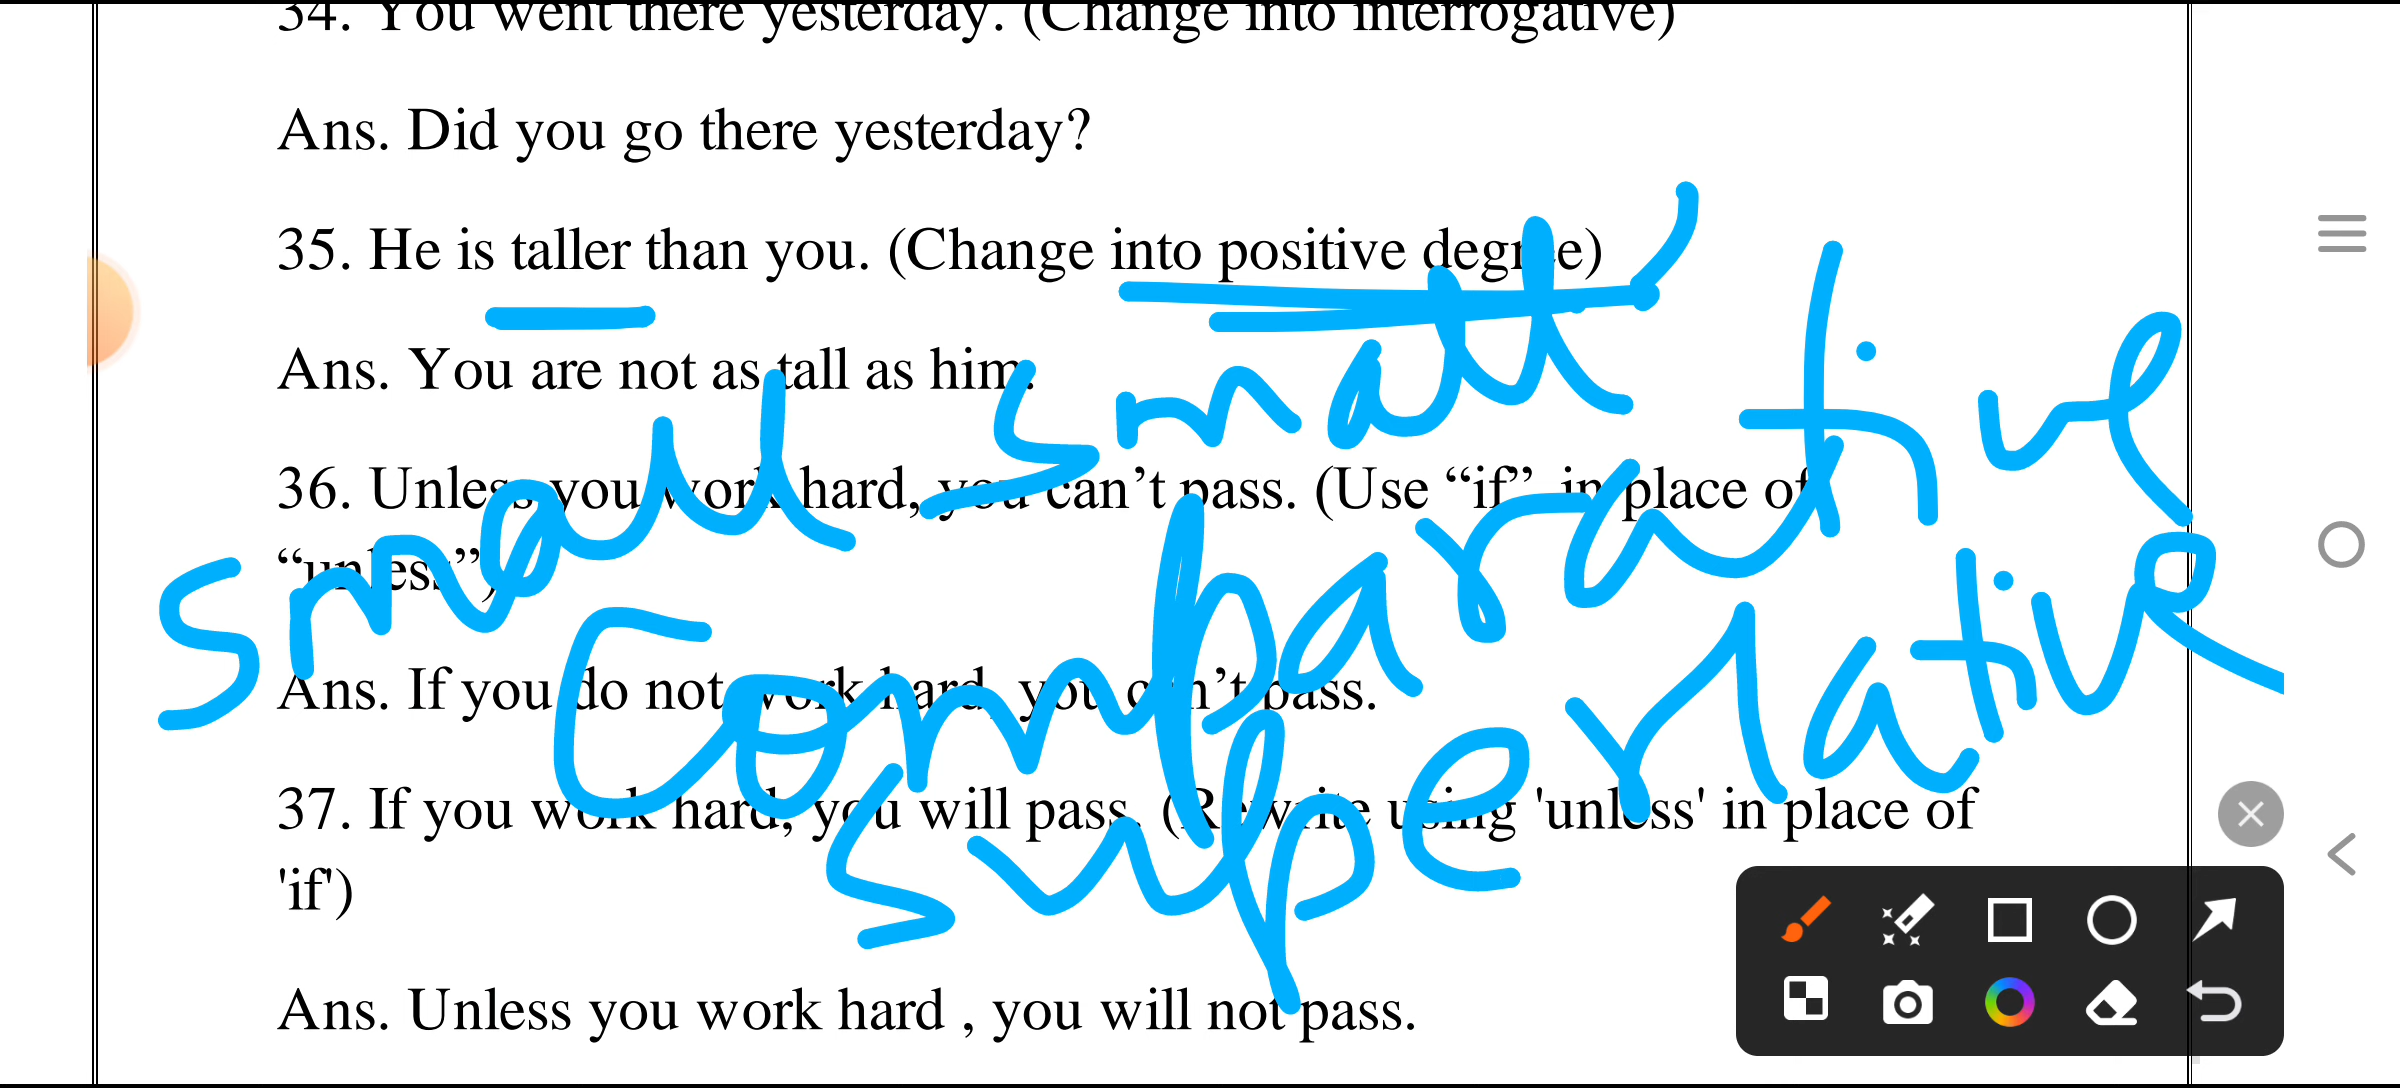 34. You went there yesterday. (Change into interrogative)
Ans. Did you go there yesterday?
35. He is taller than you. (Change into positive degree)
Ans. You are not as tall as him.
small
comparative
superlative
36. Unless you work hard, you can’t pass. (Use “if” in place of
“unless”)
Ans. If you do not work hard, you can’t pass.
37. If you work hard, you will pass. (Rewrite using 'unless' in place of
'if')
Ans. Unless you work hard , you will not pass.